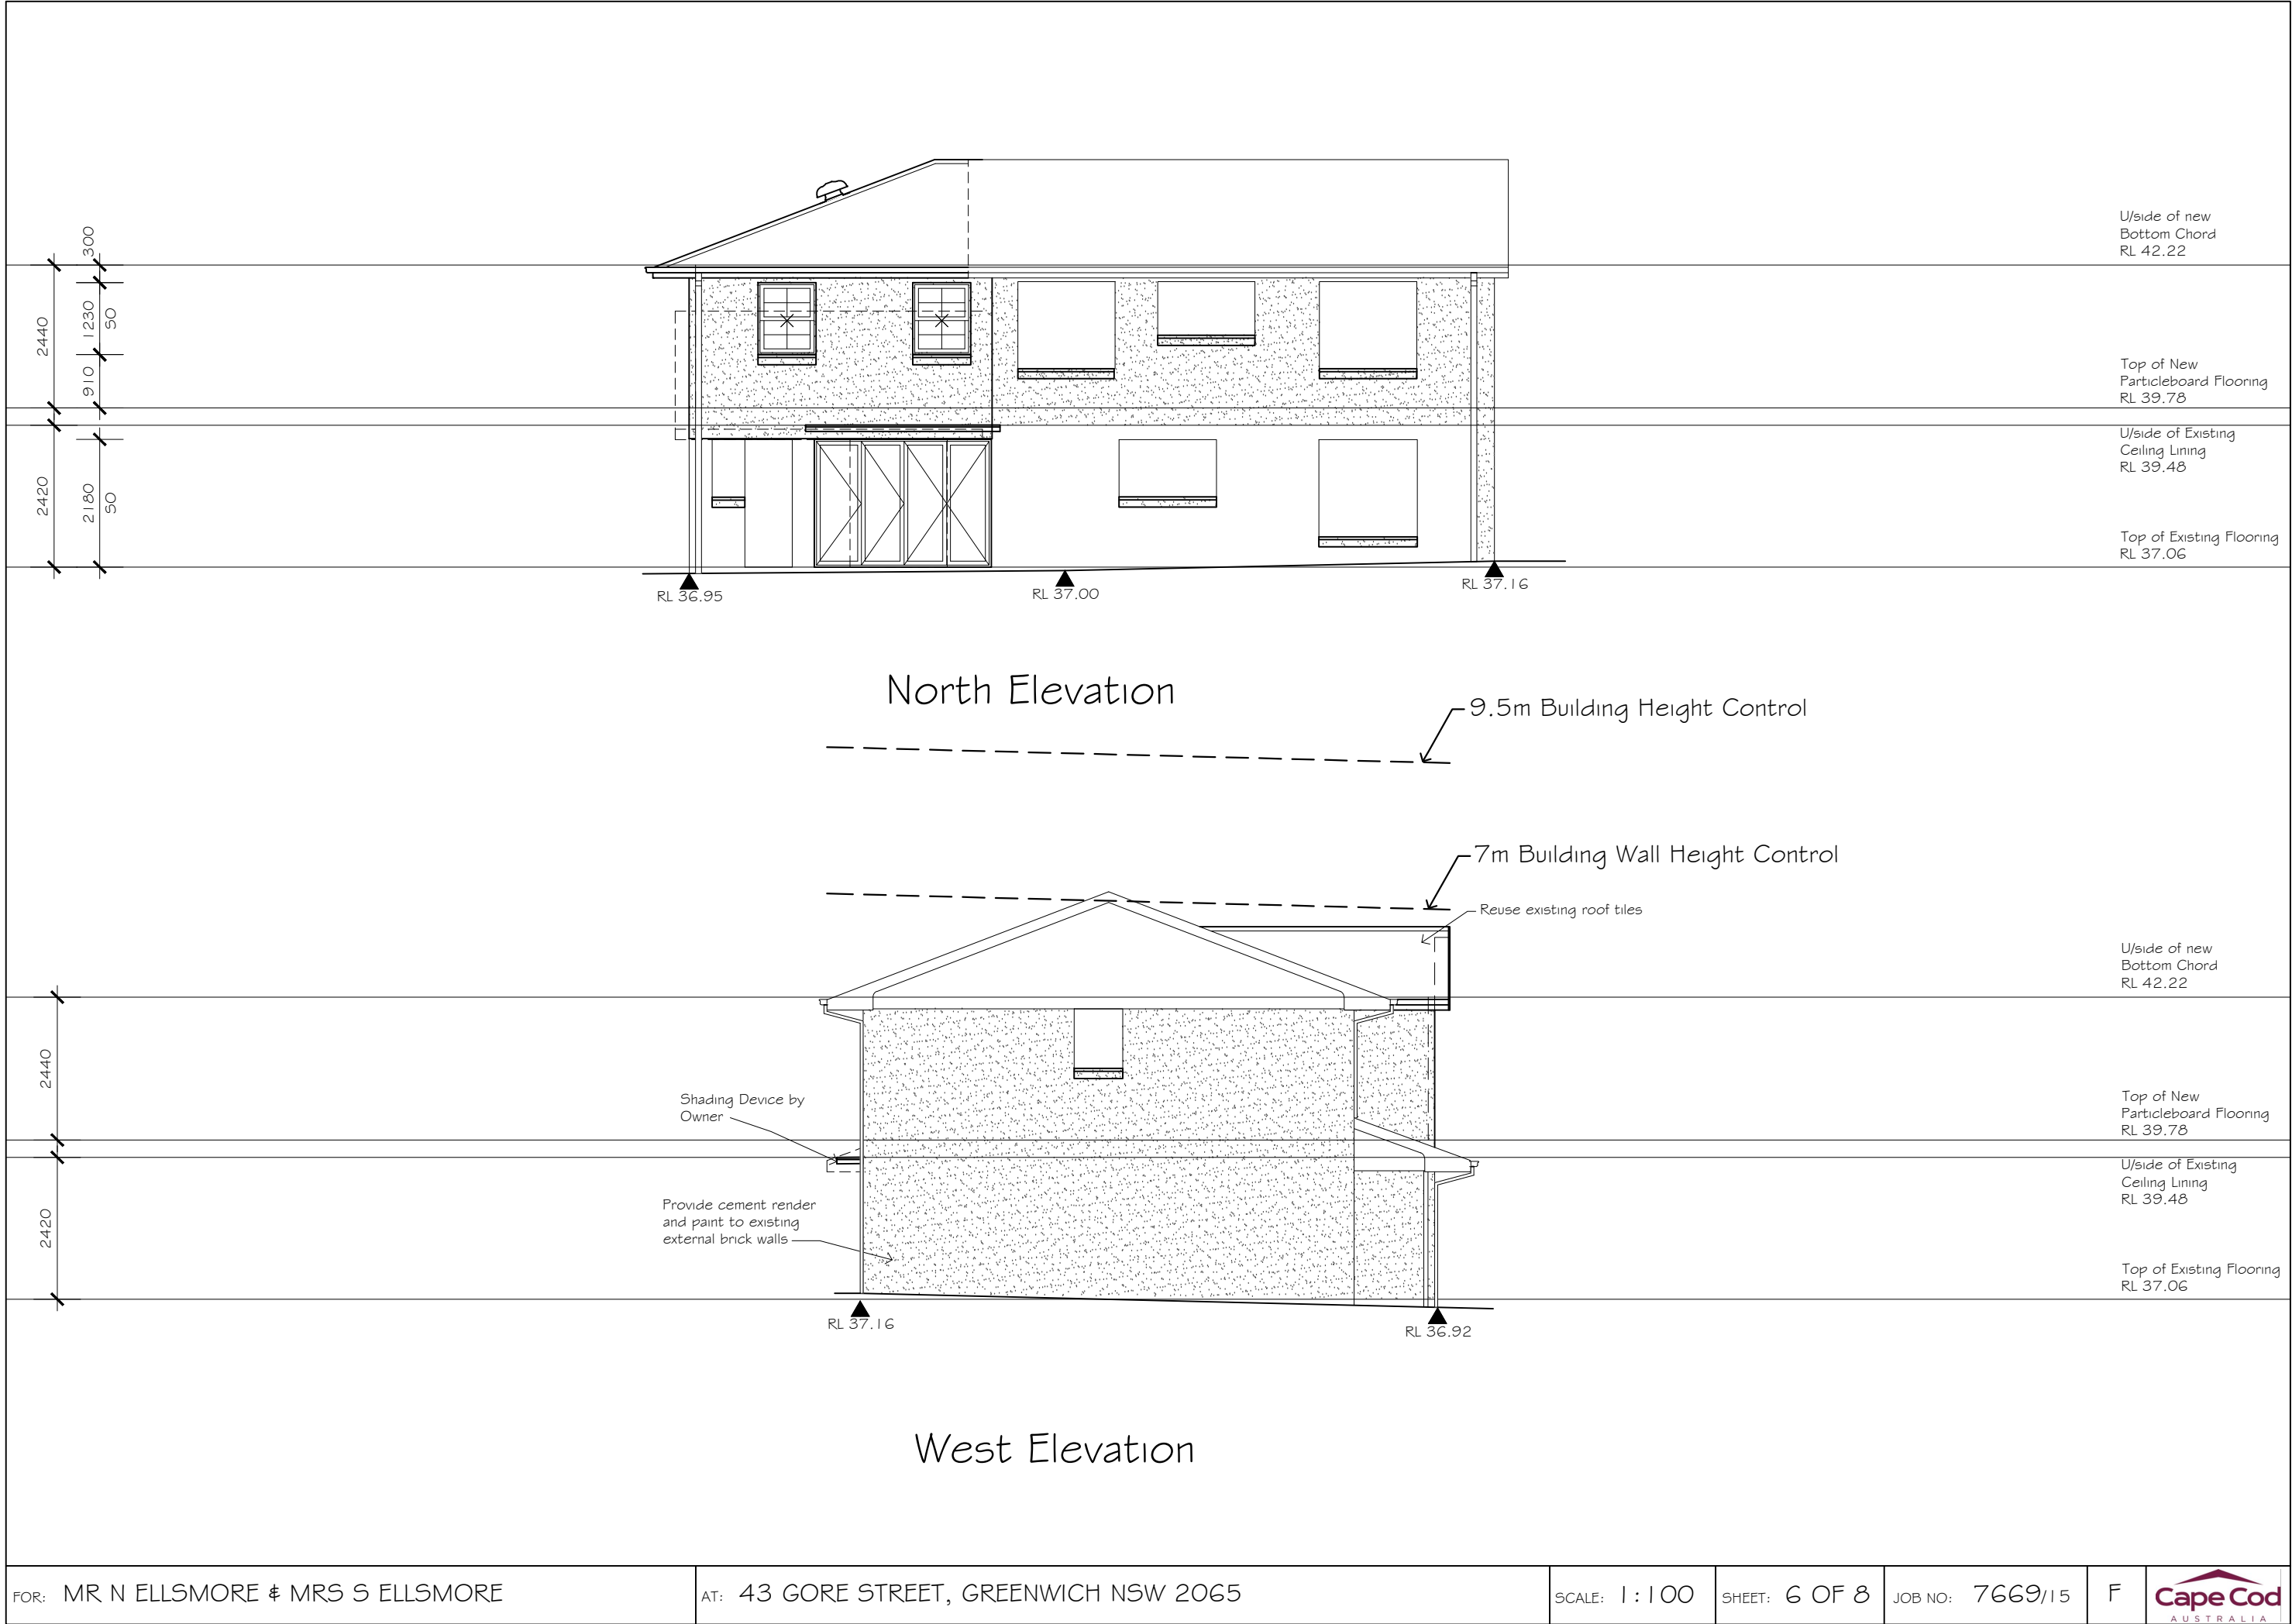 U/side of new
Bottom Chord
RL 42.22
300
11230
50
2440
910
Top of New
Particleboard Flooring
RL 39.78
U/side of Existing
Ceiling Lining
RL 39.48
2420
2180
50
Top of Existing Flooring
RL 37.06
RL 36.95
RL 37.00
RL 37.16
North Elevation
9.5m Building Height Control
7m Building Wall Height Control
Reuse existing roof tiles
U/side of new
Bottom Chord
RL 42.22
2440
Shading Device by
Owner
Top of New
Particleboard Flooring
RL 39.78
U/side of Existing
Ceiling Lining
RL 39.48
2420
Provide cement render
and paint to existing
external brick walls
Top of Existing Flooring
RL 37.06
RL 37.16
RL 36.92
West Elevation
FOR: MR N ELLSMORE & MRS S ELLSMORE
AT: 43 GORE STREET, GREENWICH NSW 2065
SCALE: 1:100
SHEET: 6 OF 8
JOB NO: 7669/15
F
Cape Cod
AUSTRALIA